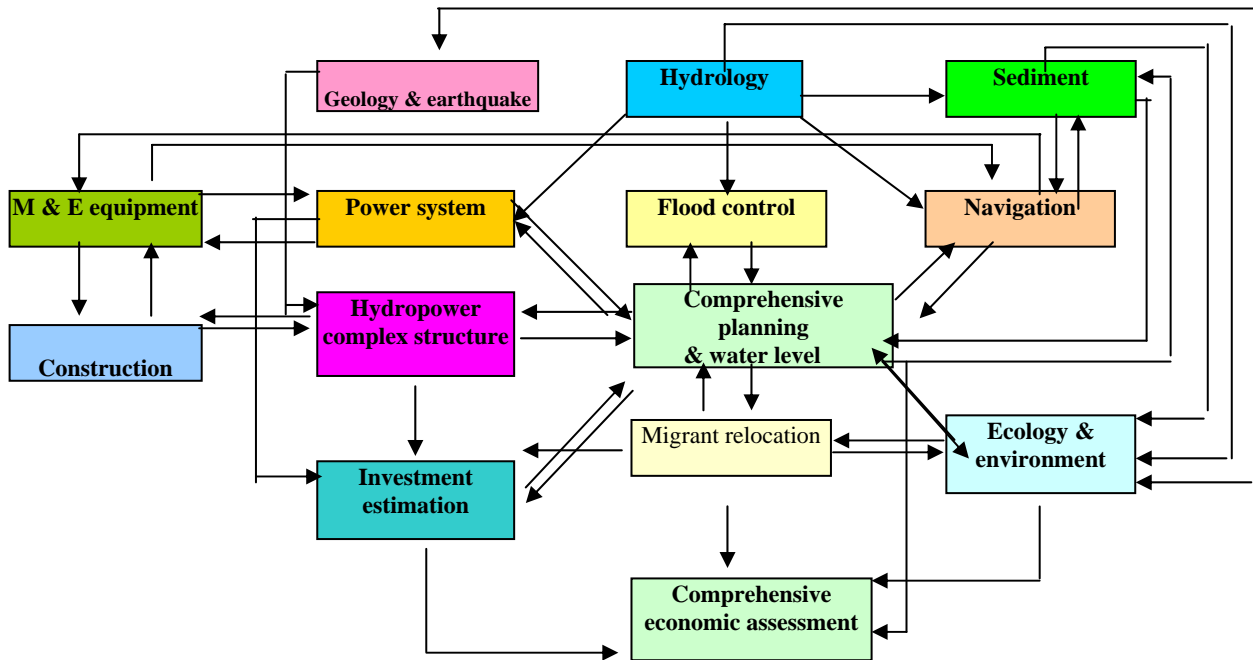 Geology & earthquake
Hydrology
Sediment
M & E equipment
Power system
Flood control
Navigation
Construction
Hydropower
complex structure
Comprehensive
planning
& water level
Migrant relocation
Ecology &
environment
Investment
estimation
Comprehensive
economic assessment